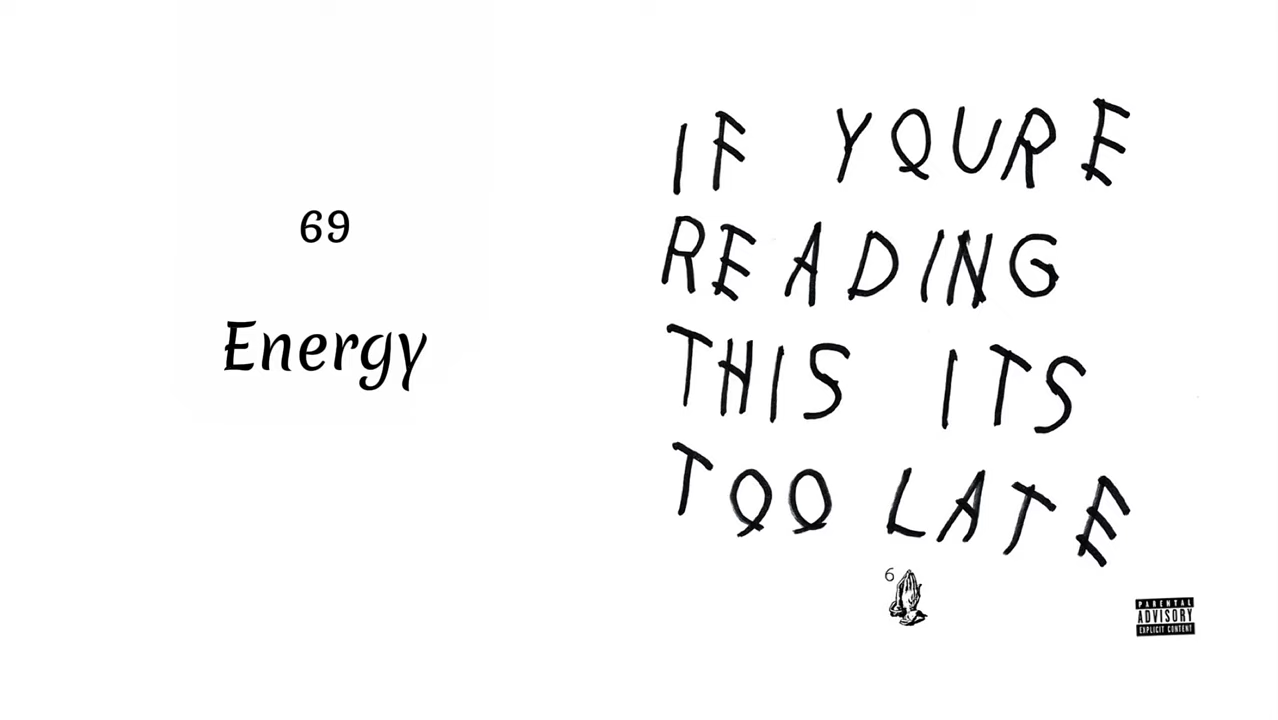 69
Energy
IF YOURE
READING
THIS ITS
TOO LATE
6
PARENTAL
ADVISORY
EXPLICIT CONTENT